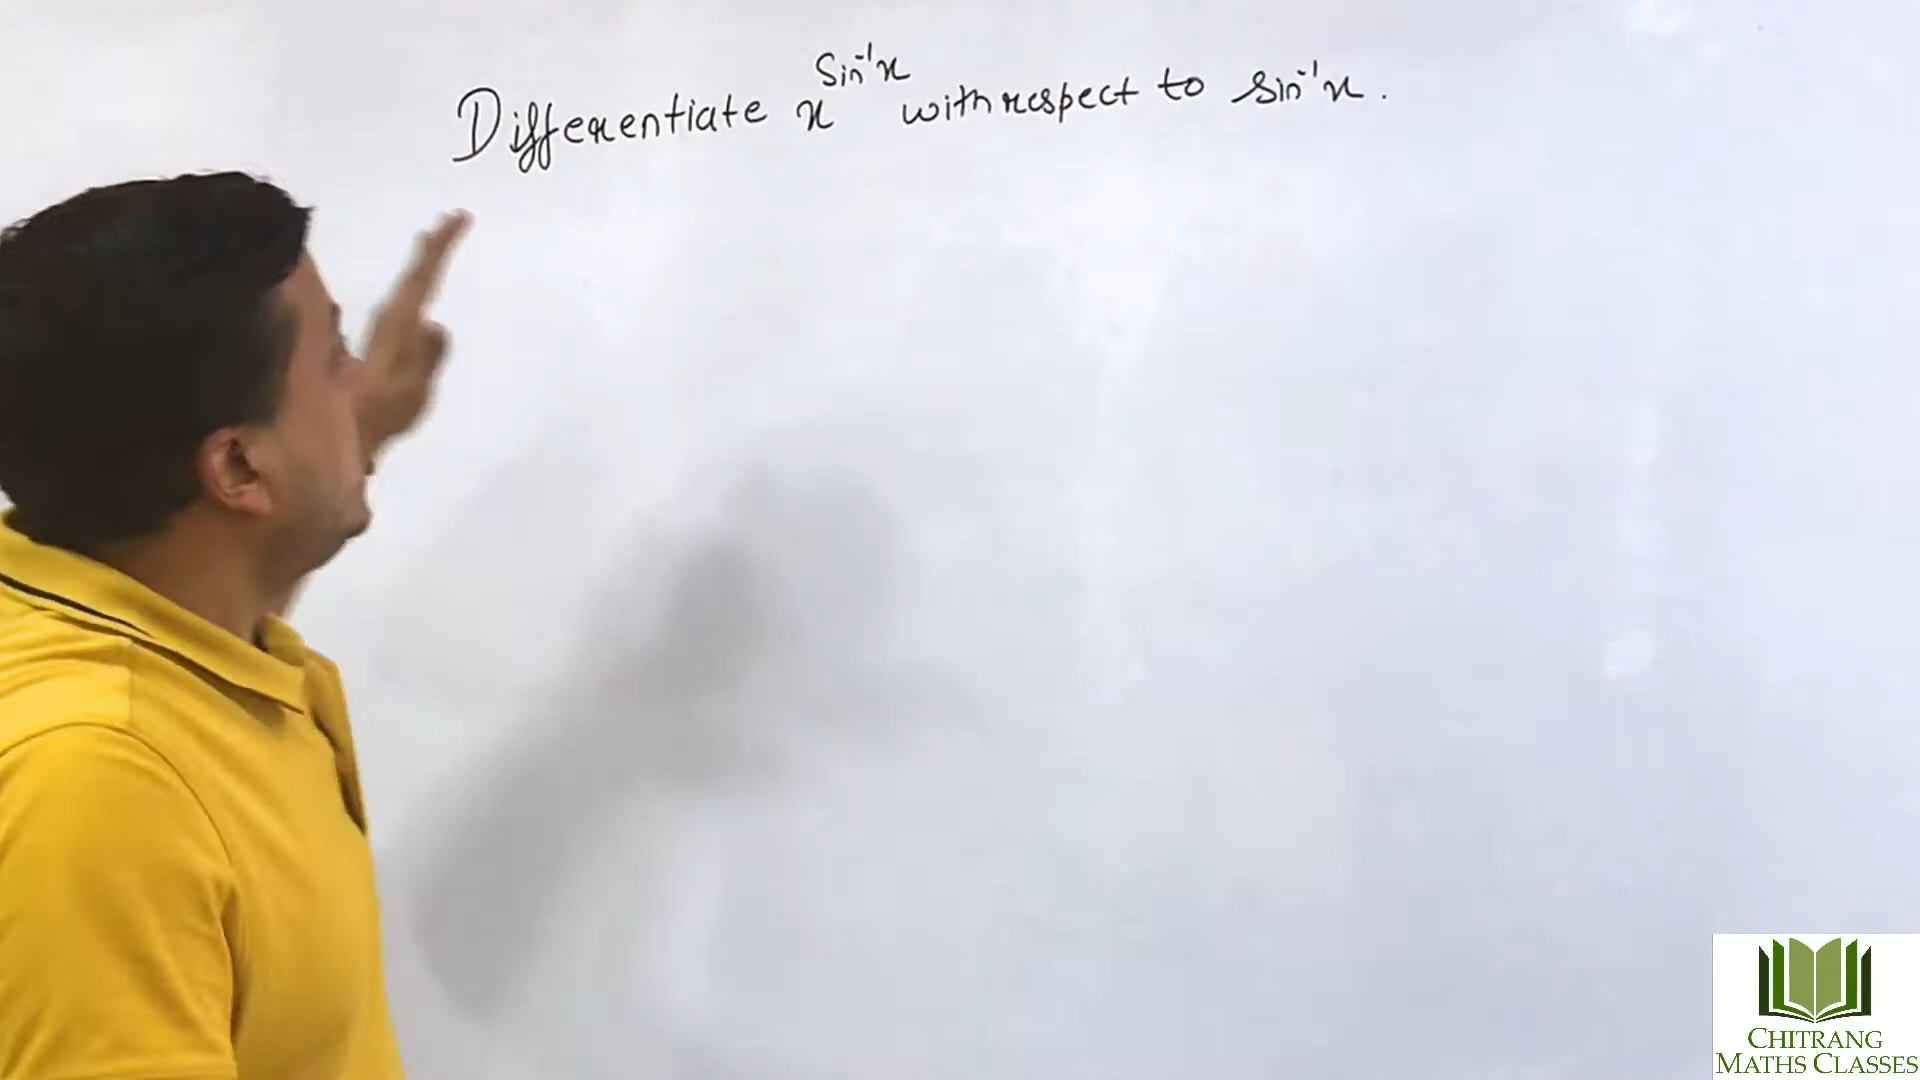 Differentiate x^{Sin⁻¹x} with respect to sin⁻¹x.
CHITRANG
MATHS CLASSES